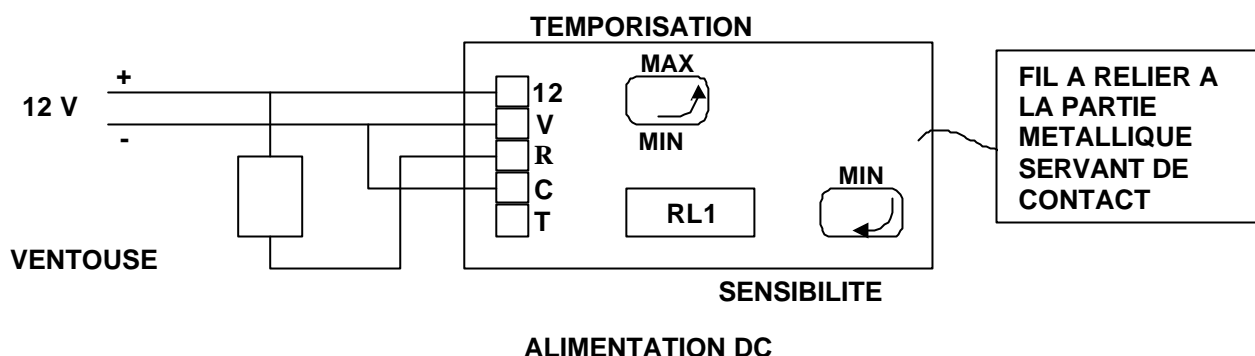 TEMPORISATION
+
12 V
-
12
V
R
C
T
MAX
MIN
RL1
MIN
FIL A RELIER A
LA PARTIE
METALLIQUE
SERVANT DE
CONTACT
VENTOUSE
SENSIBILITE
ALIMENTATION DC